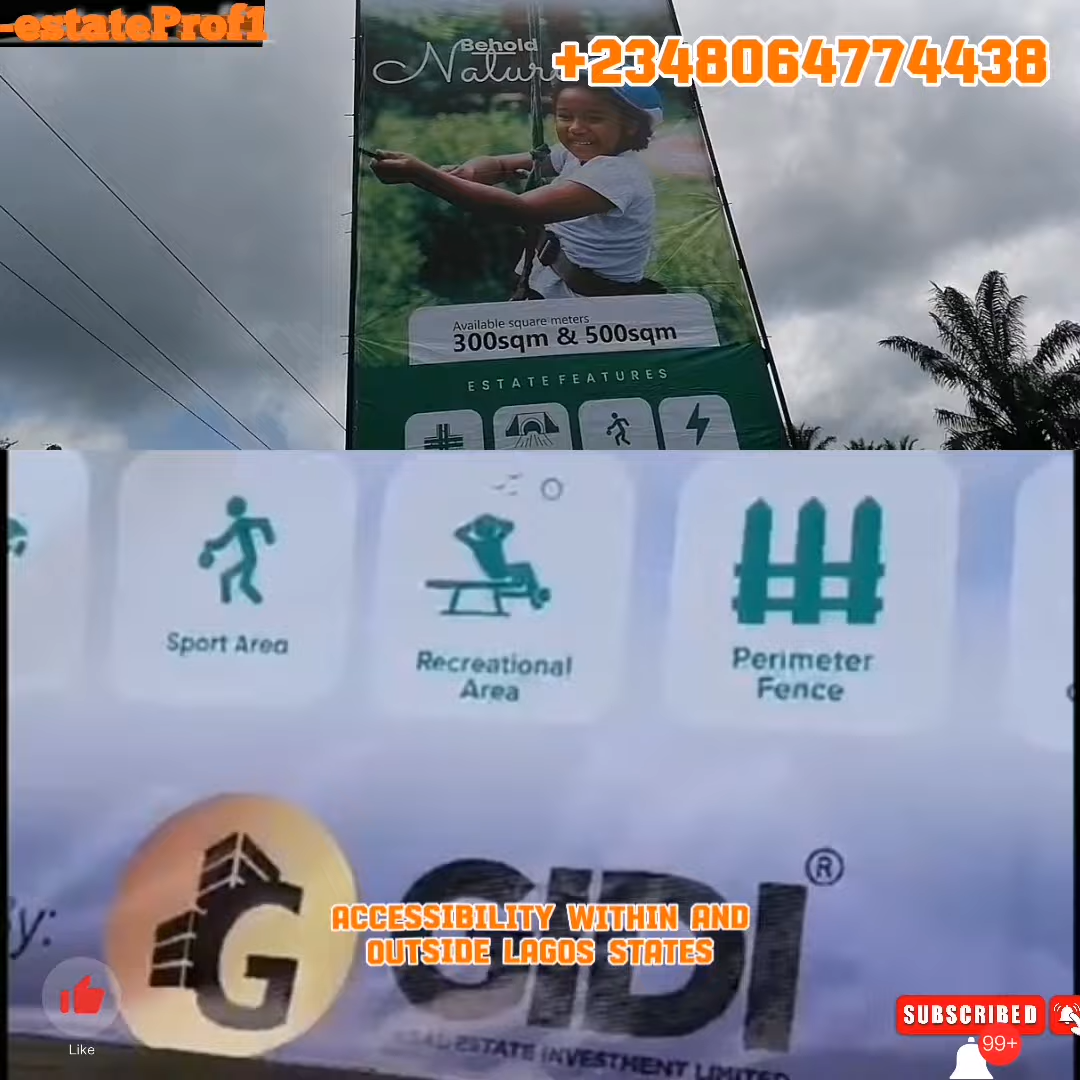 -estateProf1
+2348064774438
Behold
Available square meters
300sqm & 500sqm
ESTATE FEATURES
Sport Area
Recreational
Area
Perimeter
Fence
By:
G
GIDI
®
ACCESSIBILITY WITHIN AND
OUTSIDE LAGOS STATES
ESTATE INVESTMENT LIMITED
Like
SUBSCRIBED
99+